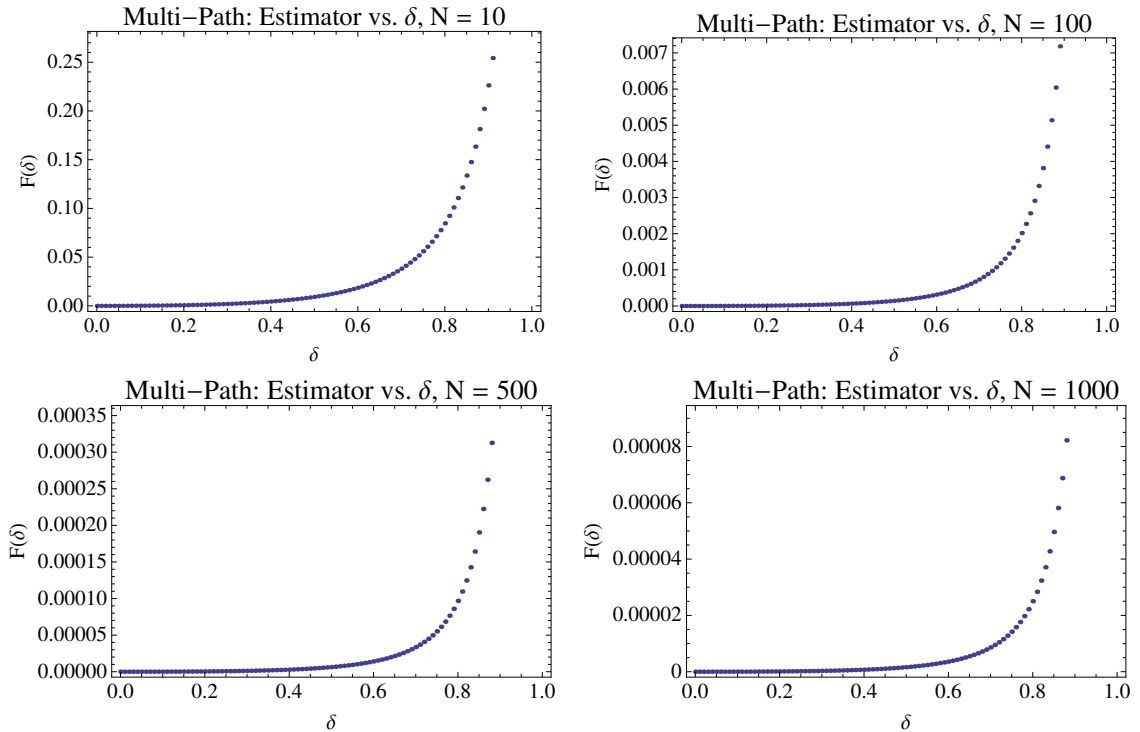 Multi−Path: Estimator vs. δ, N = 10
0.25
0.20
0.15
0.10
0.05
0.00
F(δ)
0.0 0.2 0.4 0.6 0.8 1.0
δ
Multi−Path: Estimator vs. δ, N = 100
0.007
0.006
0.005
0.004
0.003
0.002
0.001
0.000
F(δ)
0.0 0.2 0.4 0.6 0.8 1.0
δ
Multi−Path: Estimator vs. δ, N = 500
0.00035
0.00030
0.00025
0.00020
0.00015
0.00010
0.00005
0.00000
F(δ)
0.0 0.2 0.4 0.6 0.8 1.0
δ
Multi−Path: Estimator vs. δ, N = 1000
0.00008
0.00006
0.00004
0.00002
0
F(δ)
0.0 0.2 0.4 0.6 0.8 1.0
δ